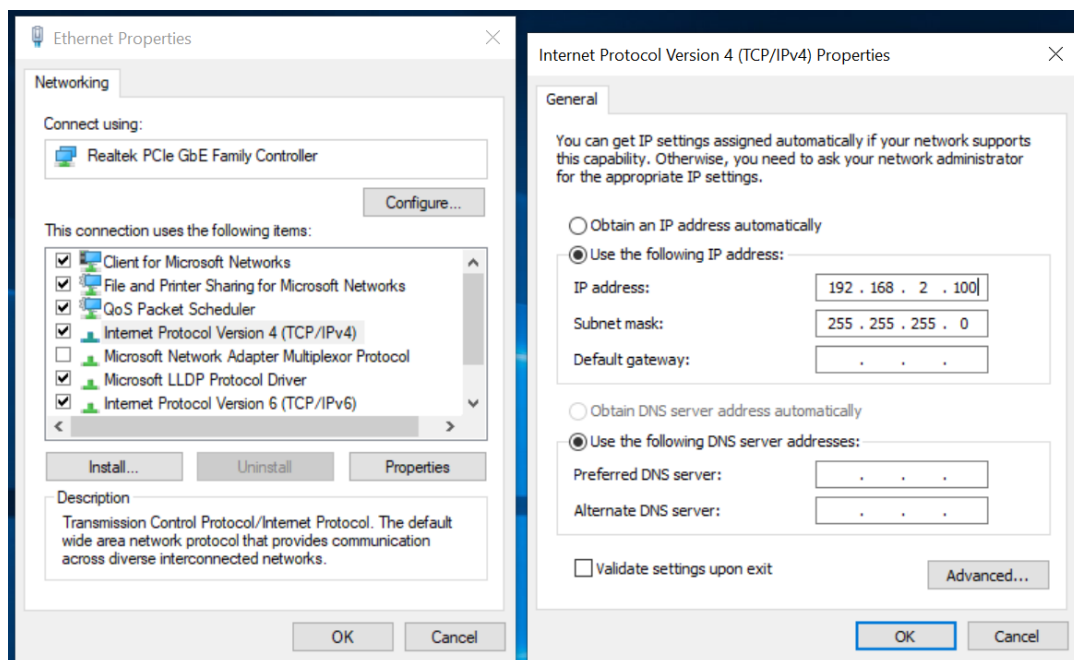 Ethernet Properties
Networking
Connect using:
Realtek PCIe GbE Family Controller
Configure...
This connection uses the following items:
Client for Microsoft Networks
File and Printer Sharing for Microsoft Networks
QoS Packet Scheduler
Internet Protocol Version 4 (TCP/IPv4)
Microsoft Network Adapter Multiplexor Protocol
Microsoft LLDP Protocol Driver
Internet Protocol Version 6 (TCP/IPv6)
Install...
Uninstall
Properties
Description
Transmission Control Protocol/Internet Protocol. The default
wide area network protocol that provides communication
across diverse interconnected networks.
OK
Cancel
Internet Protocol Version 4 (TCP/IPv4) Properties
General
You can get IP settings assigned automatically if your network supports
this capability. Otherwise, you need to ask your network administrator
for the appropriate IP settings.
Obtain an IP address automatically
Use the following IP address:
IP address: 192 . 168 . 2 . 100
Subnet mask: 255 . 255 . 255 . 0
Default gateway: . . .
Obtain DNS server address automatically
Use the following DNS server addresses:
Preferred DNS server: . . .
Alternate DNS server: . . .
Validate settings upon exit
Advanced...
OK
Cancel